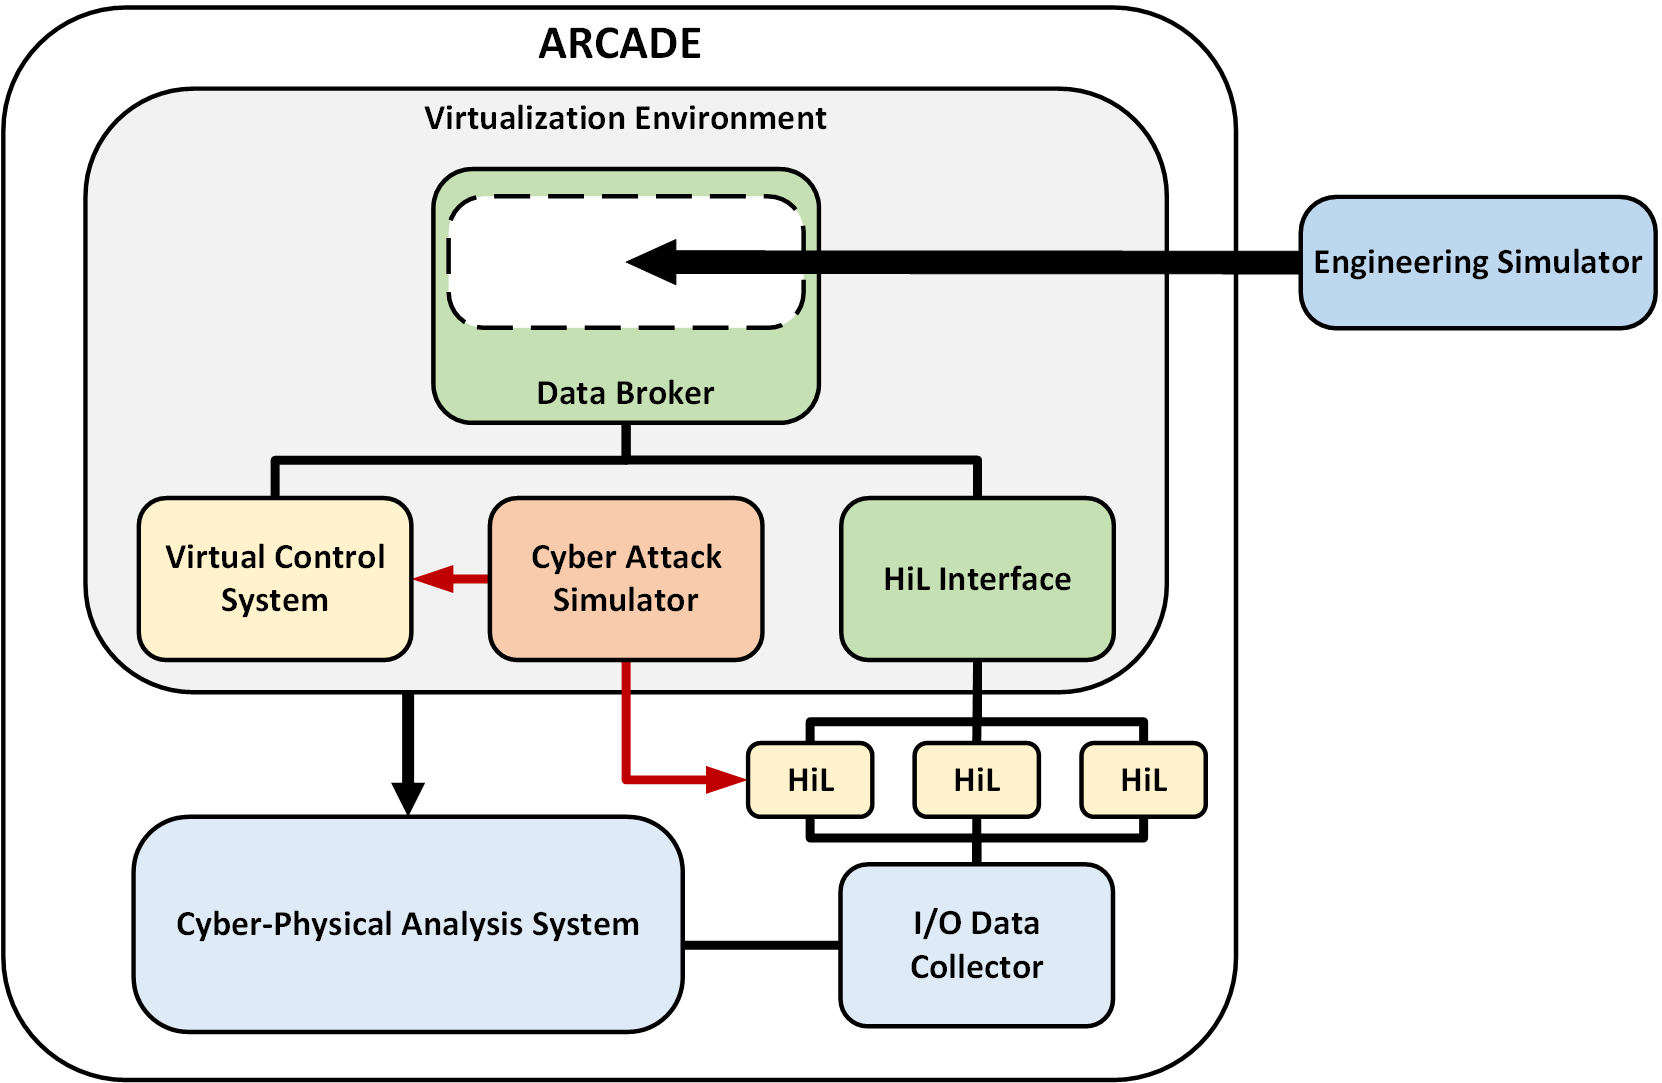 ARCADE
Virtualization Environment
Engineering Simulator
Data Broker
Virtual Control
System
Cyber Attack
Simulator
HiL Interface
HiL
HiL
HiL
Cyber-Physical Analysis System
I/O Data
Collector